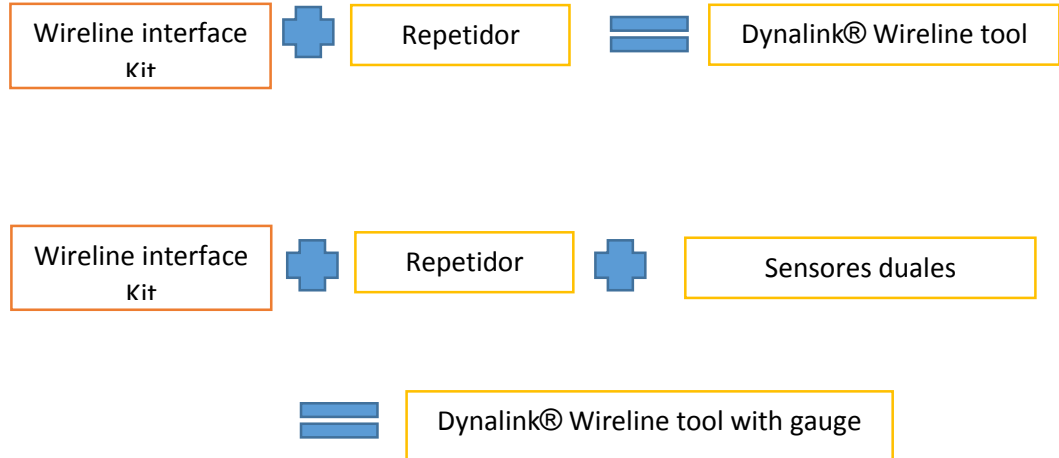 Wireline interface
Kit
Repetidor
Dynalink® Wireline tool
Wireline interface
Kit
Repetidor
Sensores duales
Dynalink® Wireline tool with gauge